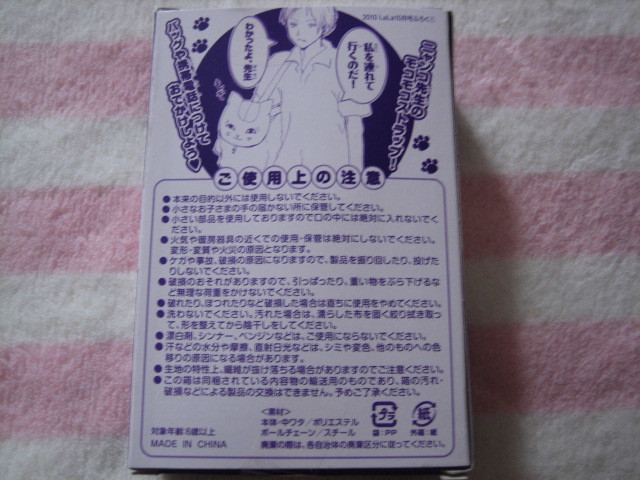 2010 LaLa10月号ふろく①
ニャンコ先生の
モコモコストラップ!
私を連れて
行くのだ!
わかったよ、先生
バッグや携帯電話につけて
おでかけしよう♥
ご使用上の注意
●本来の目的以外には使用しないでください。
●小さなお子さまの手の届かない所に保管してください。
●小さい部品を使用しておりますので口の中には絶対に入れないでく
ださい。
●火気や暖房器具の近くでの使用・保管は絶対にしないでください。
変形・変質や火災の原因となります。
●ケガや事故、破損の原因になりますので、製品を振り回したり、投げた
りしないでください。
●破損のおそれがありますので、引っぱったり、重い物をぶら下げるな
ど無理な荷重をかけないでください。
●破れたり、ほつれたりなど破損した場合は直ちに使用をやめてください。
●洗わないでください。汚れた場合は、濡らした布を固く絞り拭き取っ
て、形を整えてから陰干しをしてください。
●漂白剤、シンナー、ベンジンなどは、ご使用にならないでください。
●汗などの水分や摩擦、直射日光などは、シミや変色、他のものへの色
移りの原因になる場合があります。
●生地の特性上、繊維が抜け落ちる場合がありますのでご注意ください。
●この箱は同梱されている内容物の輸送用のものであり、箱の汚れ・
破損などによる製品の交換はできません。予めご了承ください。
対象年齢:6歳以上
MADE IN CHINA
<素材>
本体・中ワタ/ポリエステル
ボールチェーン/スチール
廃棄の際は、各自治体の廃棄区分に従ってください。
プラ
袋:PP
紙
外箱:紙